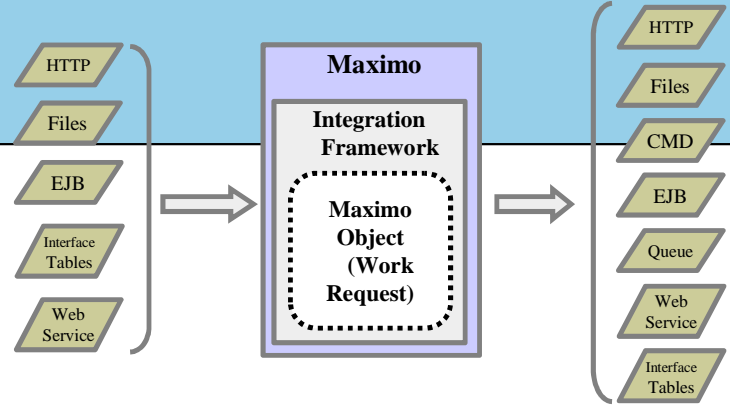 HTTP
Files
EJB
Interface
Tables
Web
Service
Maximo
Integration
Framework
Maximo
Object
(Work
Request)
HTTP
Files
CMD
EJB
Queue
Web
Service
Interface
Tables